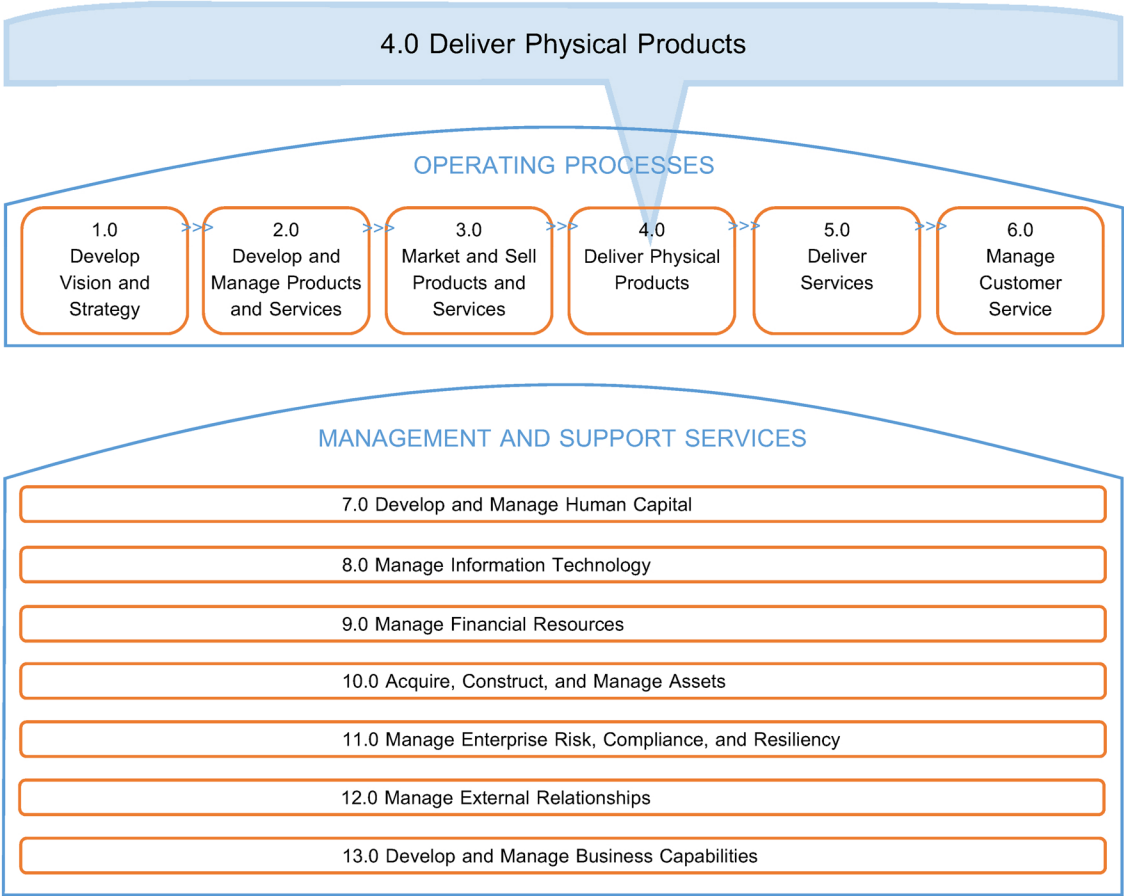 4.0 Deliver Physical Products
OPERATING PROCESSES
1.0
Develop
Vision and
Strategy
>>>
2.0
Develop and
Manage Products
and Services
>>>
3.0
Market and Sell
Products and
Services
>>>
4.0
Deliver Physical
Products
>>>
5.0
Deliver
Services
>>>
6.0
Manage
Customer
Service
MANAGEMENT AND SUPPORT SERVICES
7.0 Develop and Manage Human Capital
8.0 Manage Information Technology
9.0 Manage Financial Resources
10.0 Acquire, Construct, and Manage Assets
11.0 Manage Enterprise Risk, Compliance, and Resiliency
12.0 Manage External Relationships
13.0 Develop and Manage Business Capabilities